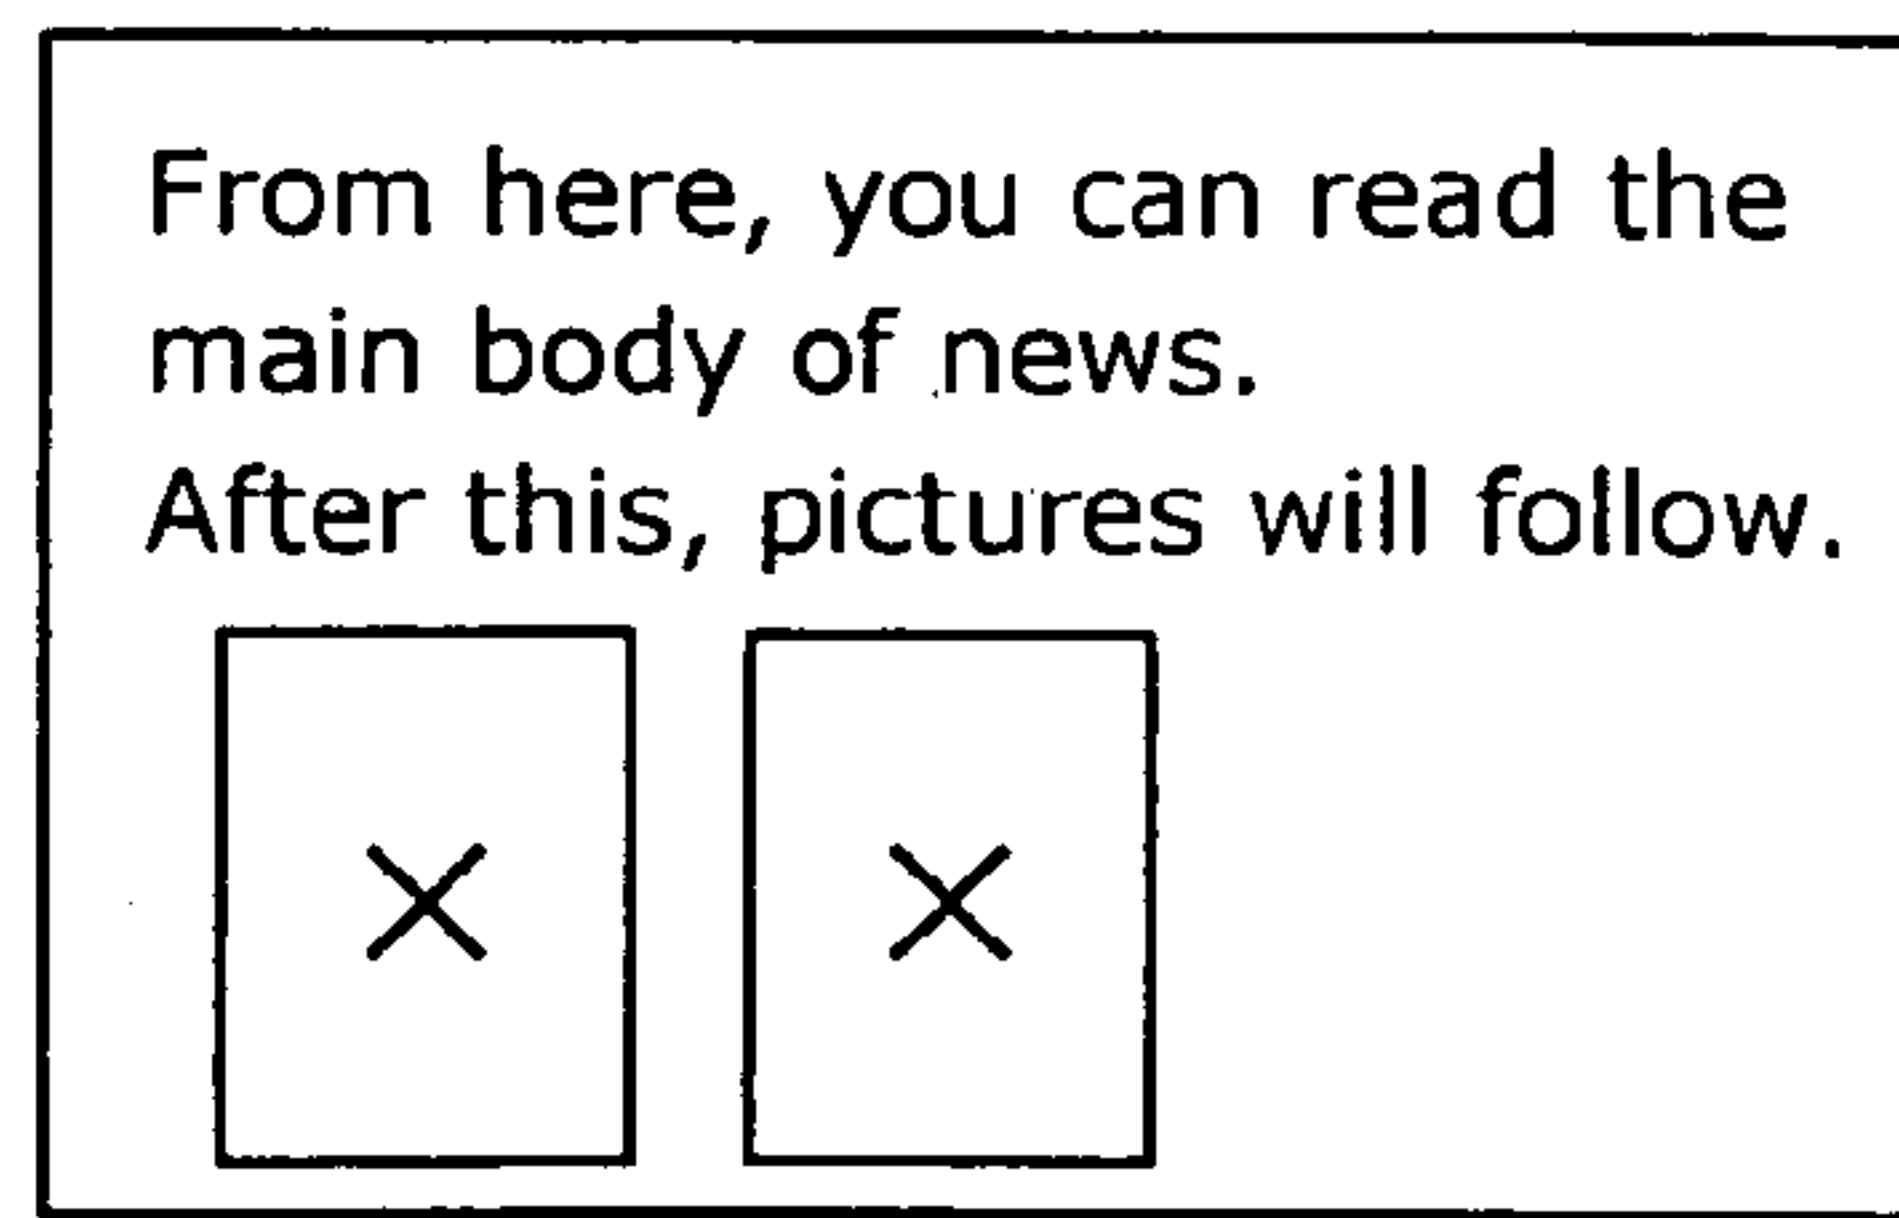 From here, you can read the
main body of news.
After this, pictures will follow.